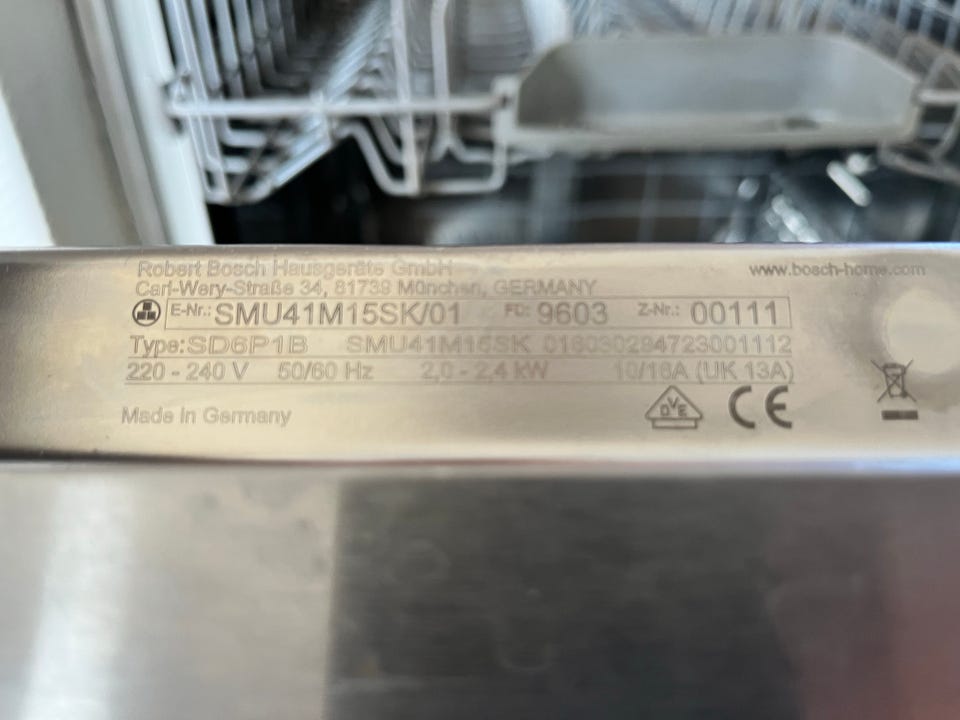 Robert Bosch Hausgeräte GmbH
www.bosch-home.com
Carl-Wery-Straße 34, 81739 München, GERMANY
E-Nr.: SMU41M15SK/01 FD: 9603 Z-Nr.: 00111
Type: SD6P1B SMU41M15SK 016030294723001112
220 - 240 V 50/60 Hz 2,0 - 2,4 kW 10/16A (UK 13A)
Made in Germany
DVE CE